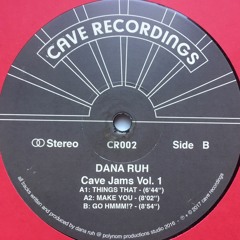 CAVE RECORDINGS
Stereo
CR002
Side B
DANA RUH
Cave Jams Vol. 1
A1: THINGS THAT - (6'44")
A2: MAKE YOU - (8'02")
B: GO HMMM!? - (8'54")
all tracks written and produced by dana ruh @ polynom productions studio 2016 - ℗ © 2017 cave recordings